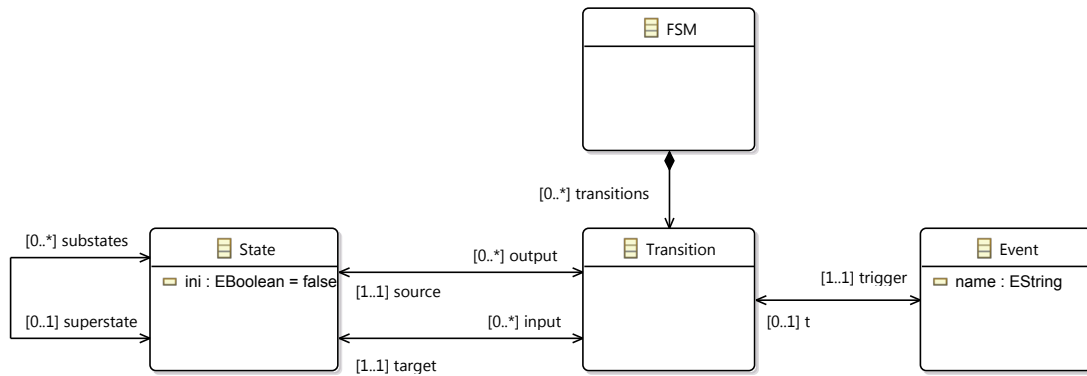 FSM
[0..*] transitions
[0..*] substates
State
Transition
Event
ini : EBoolean = false
[0..*] output
[1..1] source
[1..1] trigger
name : EString
[0..1] superstate
[0..*] input
[0..1] t
[1..1] target